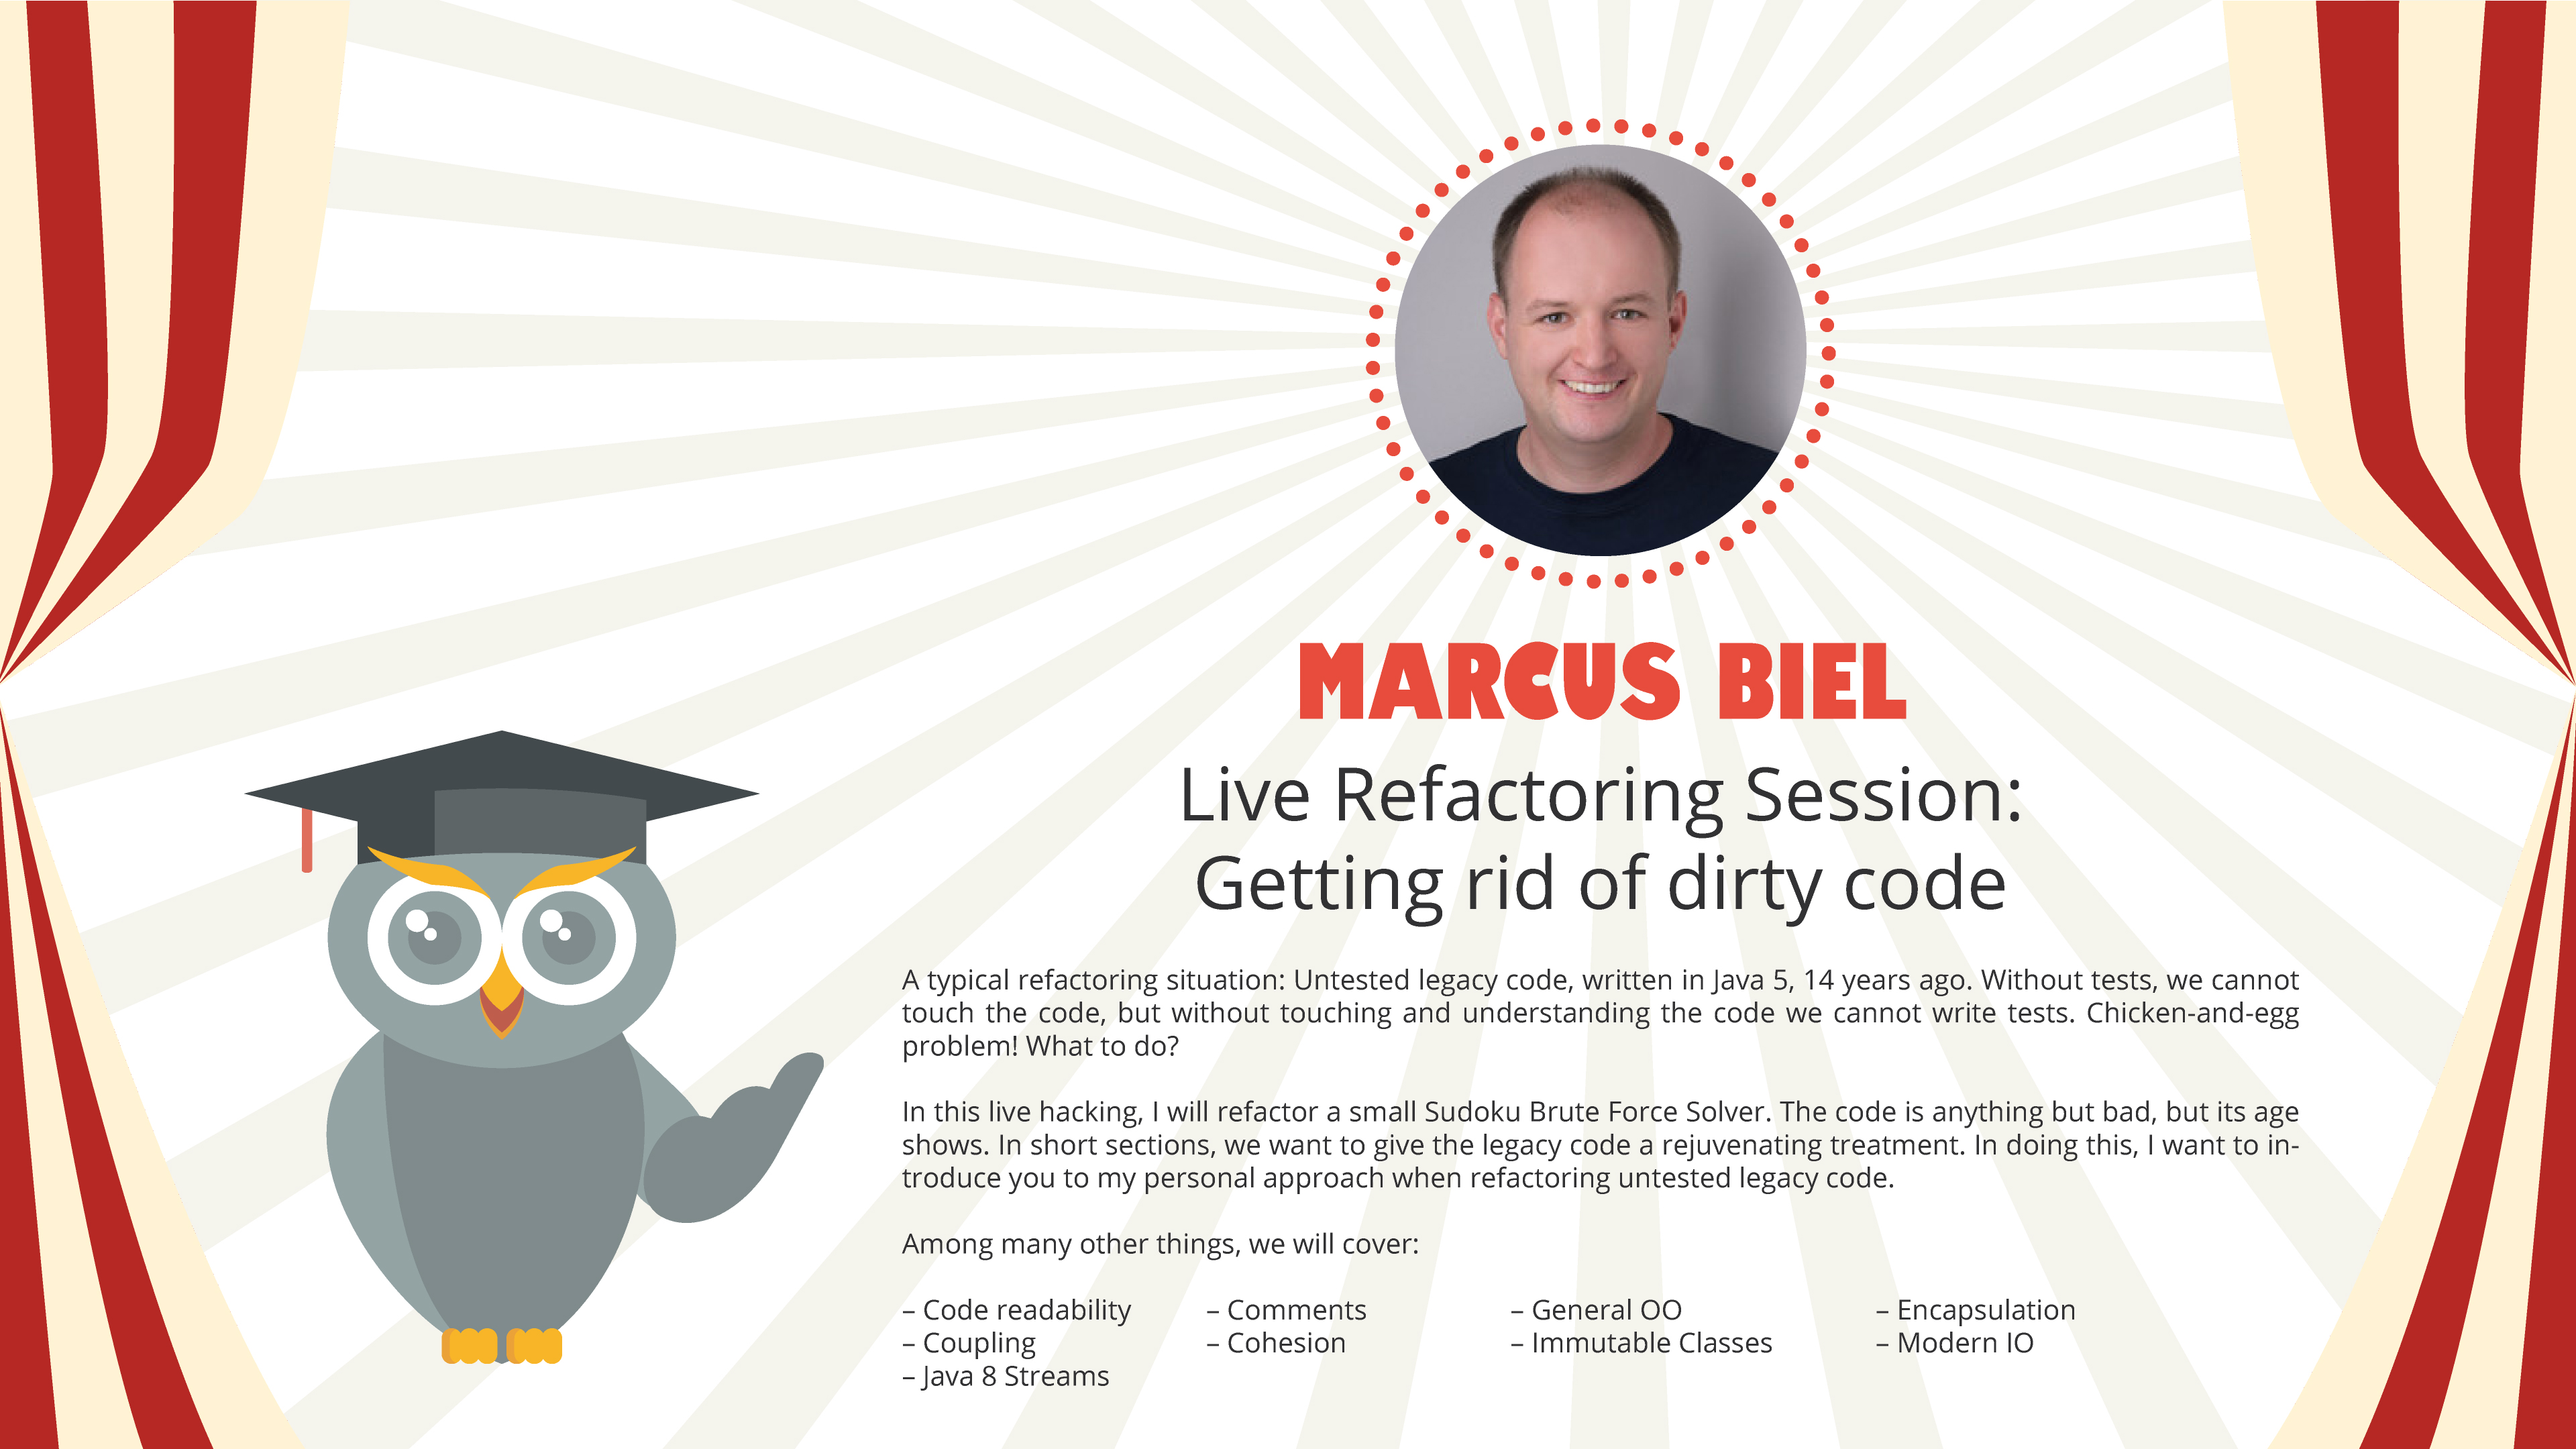 MARCUS BIEL
Live Refactoring Session:
Getting rid of dirty code
A typical refactoring situation: Untested legacy code, written in Java 5, 14 years ago. Without tests, we cannot
touch the code, but without touching and understanding the code we cannot write tests. Chicken-and-egg
problem! What to do?
In this live hacking, I will refactor a small Sudoku Brute Force Solver. The code is anything but bad, but its age
shows. In short sections, we want to give the legacy code a rejuvenating treatment. In doing this, I want to in-
troduce you to my personal approach when refactoring untested legacy code.
Among many other things, we will cover:
– Code readability – Comments – General OO – Encapsulation
– Coupling – Cohesion – Immutable Classes – Modern IO
– Java 8 Streams